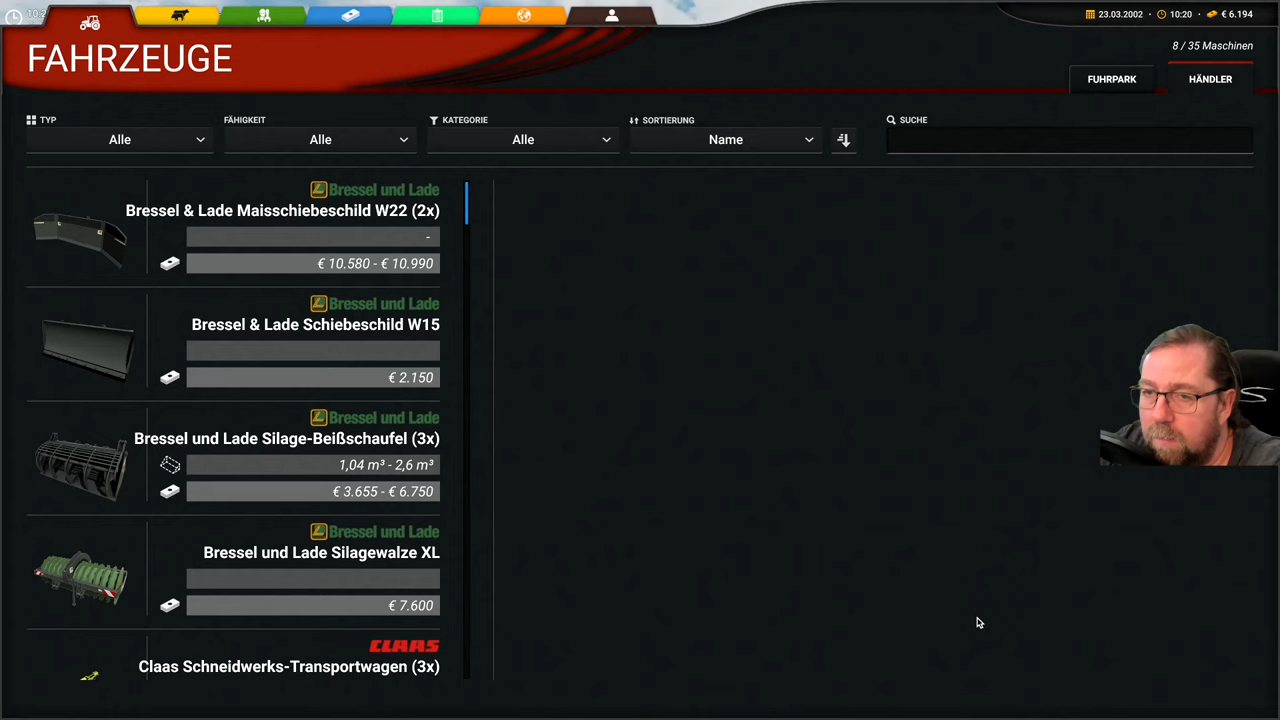 23.03.2002 · 10:20 · € 6.194
FAHRZEUGE
8 / 35 Maschinen
FUHRPARK
HÄNDLER
TYP
FÄHIGKEIT
KATEGORIE
SORTIERUNG
SUCHE
Alle
Alle
Alle
Name
Bressel und Lade
Bressel & Lade Maisschiebeschild W22 (2x)
-
€ 10.580 - € 10.990
Bressel und Lade
Bressel & Lade Schiebeschild W15
€ 2.150
Bressel und Lade
Bressel und Lade Silage-Beißschaufel (3x)
1,04 m³ - 2,6 m³
€ 3.655 - € 6.750
Bressel und Lade
Bressel und Lade Silagewalze XL
€ 7.600
CLAAS
Claas Schneidwerks-Transportwagen (3x)